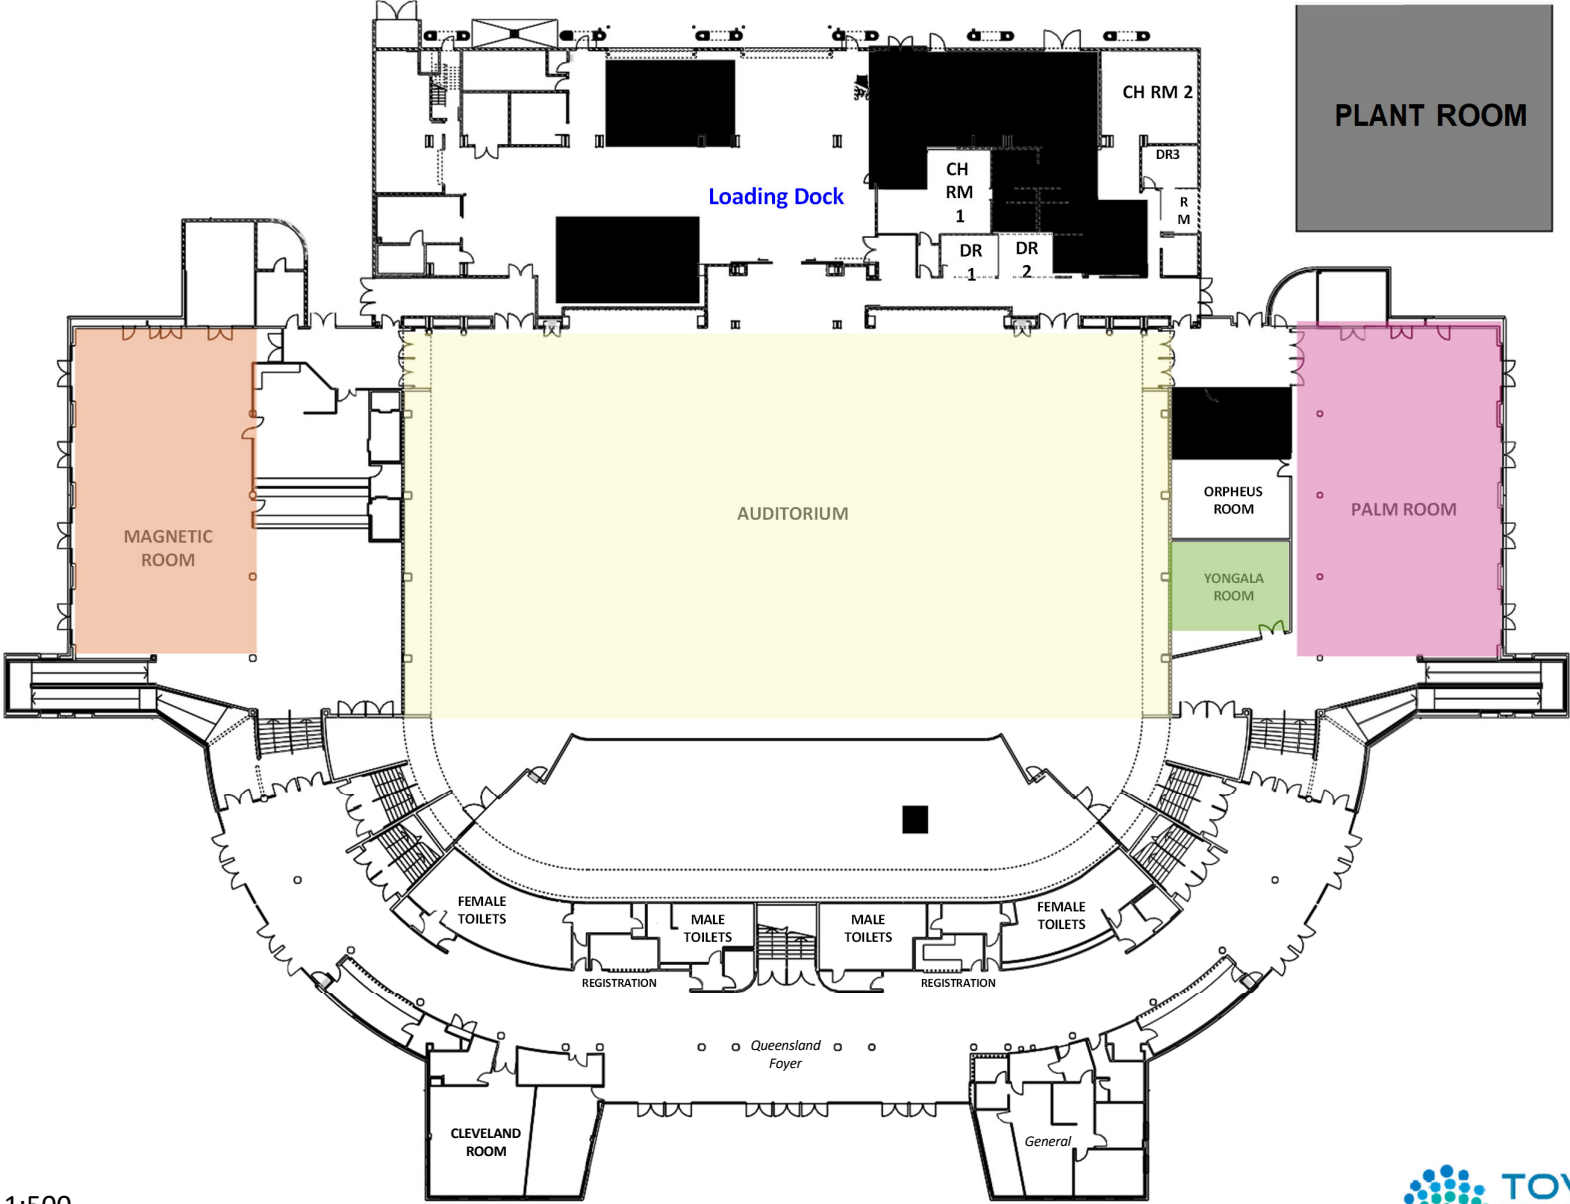 CH RM 2
PLANT ROOM
DR3
CH
RM
1
Loading Dock
R
M
DR
1
DR
2
ORPHEUS
ROOM
PALM ROOM
AUDITORIUM
MAGNETIC
ROOM
YONGALA
ROOM
FEMALE
TOILETS
MALE
TOILETS
MALE
TOILETS
FEMALE
TOILETS
REGISTRATION
REGISTRATION
Queensland
Foyer
CLEVELAND
ROOM
General
1:500